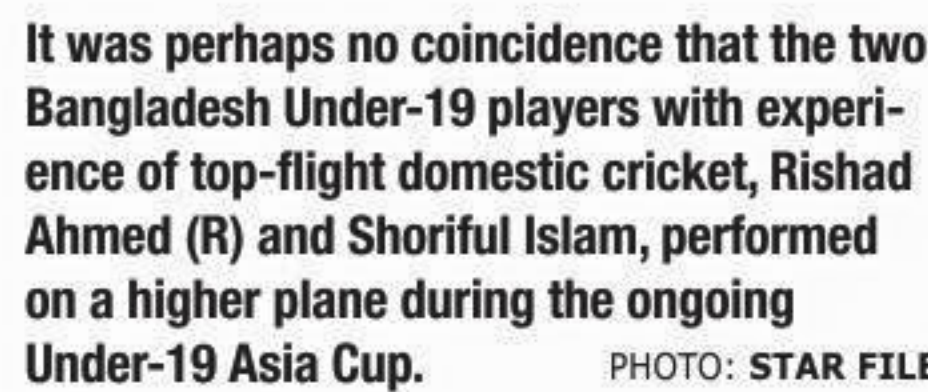 It was perhaps no coincidence that the two
Bangladesh Under-19 players with experi-
ence of top-flight domestic cricket, Rishad
Ahmed (R) and Shoriful Islam, performed
on a higher plane during the ongoing
Under-19 Asia Cup. PHOTO: STAR FILE